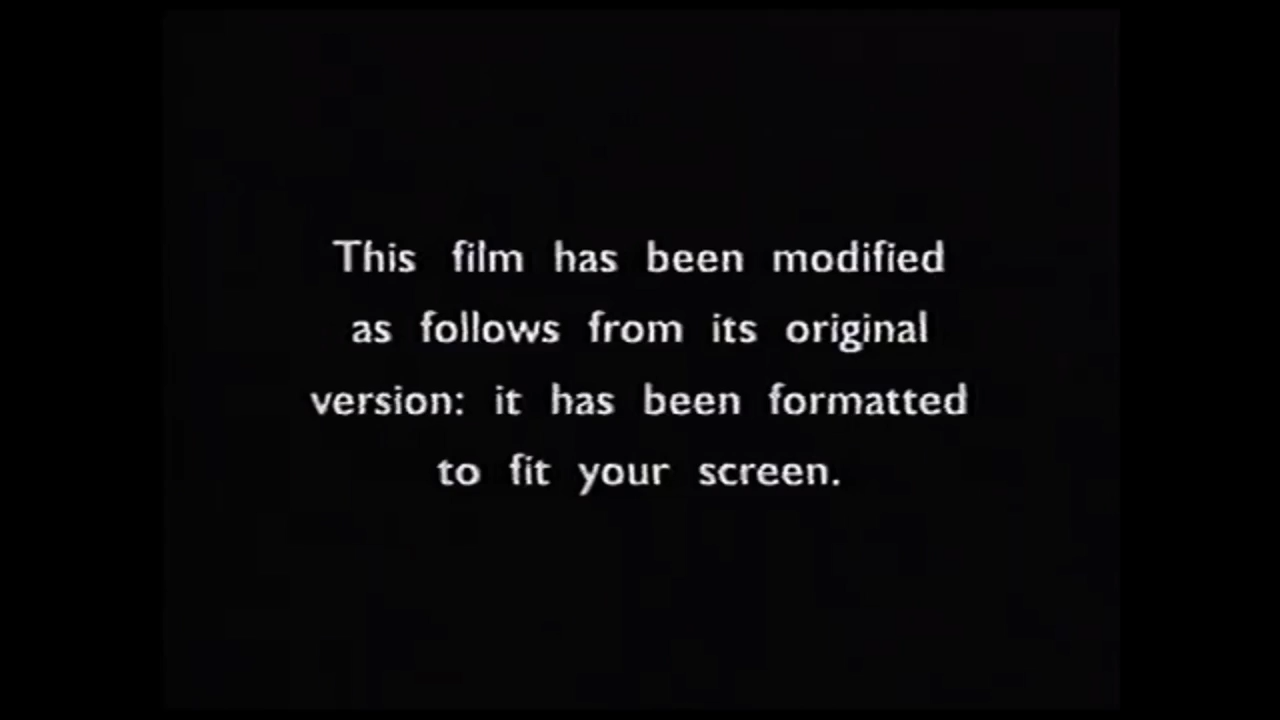 This film has been modified
as follows from its original
version: it has been formatted
to fit your screen.